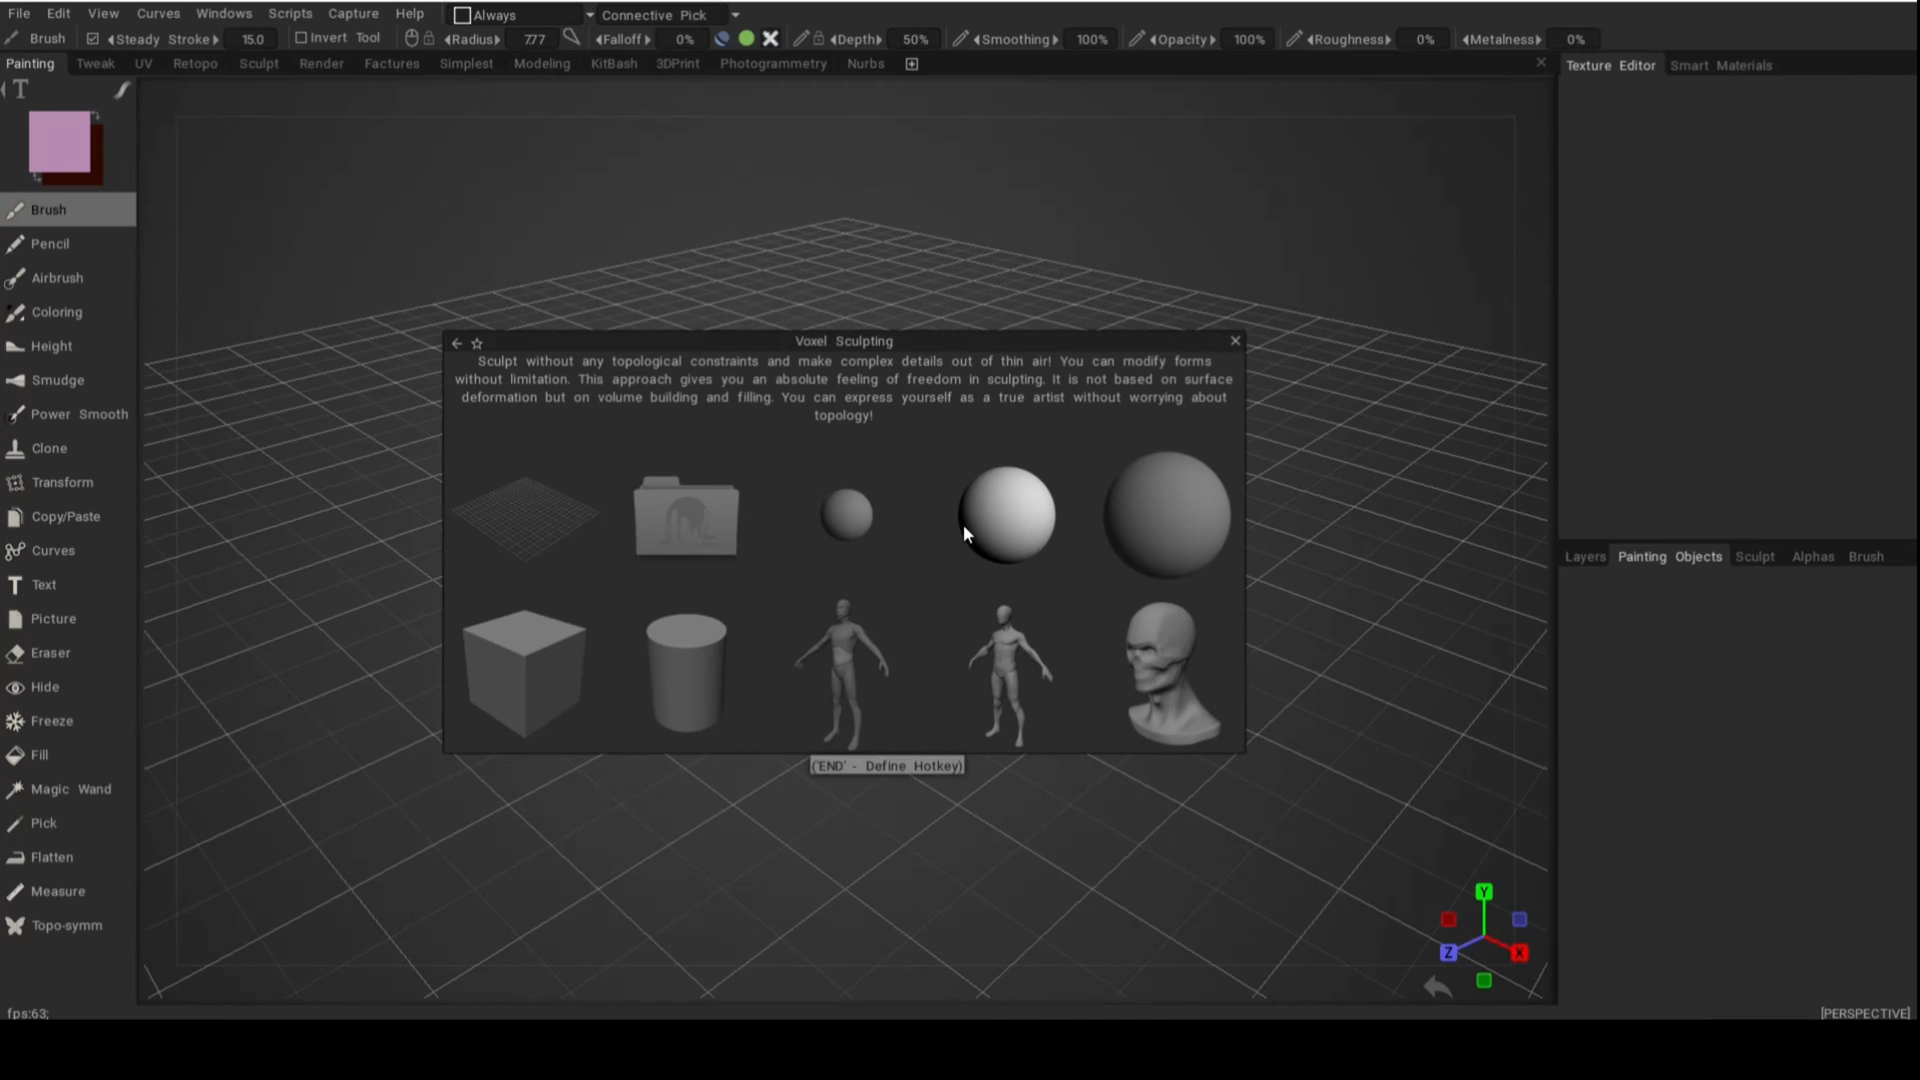 File Edit View Curves Windows Scripts Capture Help Always Connective Pick
Brush Steady Stroke 15.0 Invert Tool Radius 7.77 Falloff 0% Depth 50% Smoothing 100% Opacity 100% Roughness 0% Metalness 0%
Painting Tweak UV Retopo Sculpt Render Factures Simplest Modeling KitBash 3DPrint Photogrammetry Nurbs
Texture Editor Smart Materials
T
Brush
Pencil
Airbrush
Coloring
Height
Smudge
Power Smooth
Clone
Transform
Copy/Paste
Curves
Text
Picture
Eraser
Hide
Freeze
Fill
Magic Wand
Pick
Flatten
Measure
Topo-symm
Voxel Sculpting
Sculpt without any topological constraints and make complex details out of thin air! You can modify forms
without limitation. This approach gives you an absolute feeling of freedom in sculpting. It is not based on surface
deformation but on volume building and filling. You can express yourself as a true artist without worrying about
topology!
('END' - Define Hotkey)
Layers Painting Objects Sculpt Alphas Brush
Y
Z
X
fps:63;
[PERSPECTIVE]